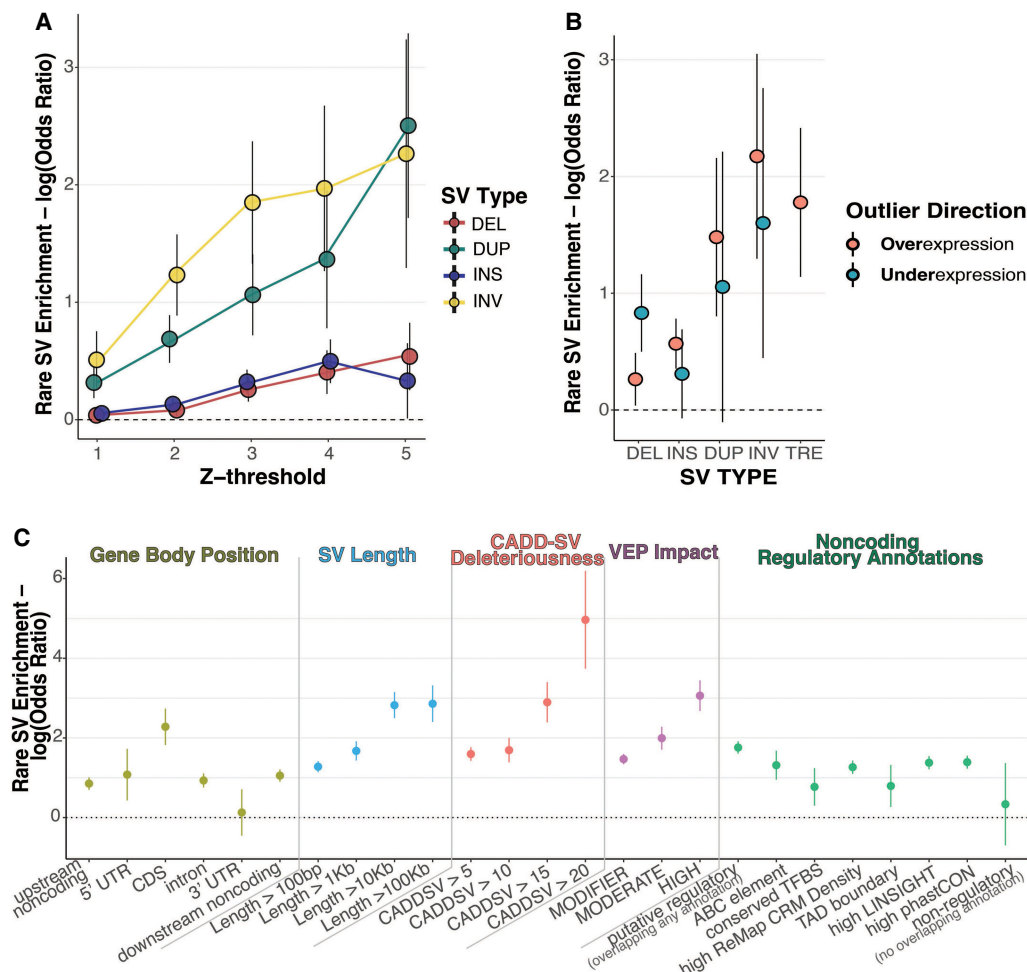 A
Rare SV Enrichment – log(Odds Ratio)
3
2
1
0
1
2
3
4
5
Z–threshold
SV Type
DEL
DUP
INS
INV
B
Rare SV Enrichment – log(Odds Ratio)
3
2
1
0
DEL
INS
DUP
INV
TRE
SV TYPE
Outlier Direction
Overexpression
Underexpression
C
Gene Body Position
SV Length
CADD-SV
Deleteriousness
VEP Impact
Noncoding
Regulatory Annotations
Rare SV Enrichment –
log(Odds Ratio)
6
4
2
0
upstream
noncoding
5' UTR
CDS
intron
3' UTR
downstream noncoding
Length > 100bp
Length > 1Kb
Length >10Kb
Length >100Kb
CADDSV > 5
CADDSV > 10
CADDSV > 15
CADDSV > 20
MODIFIER
MODERATE
HIGH
putative regulatory
(overlapping any annotation)
ABC element
conserved TFBS
high ReMap CRM Density
TAD boundary
high LINSIGHT
high phastCON
non-regulatory
(no overlapping annotation)